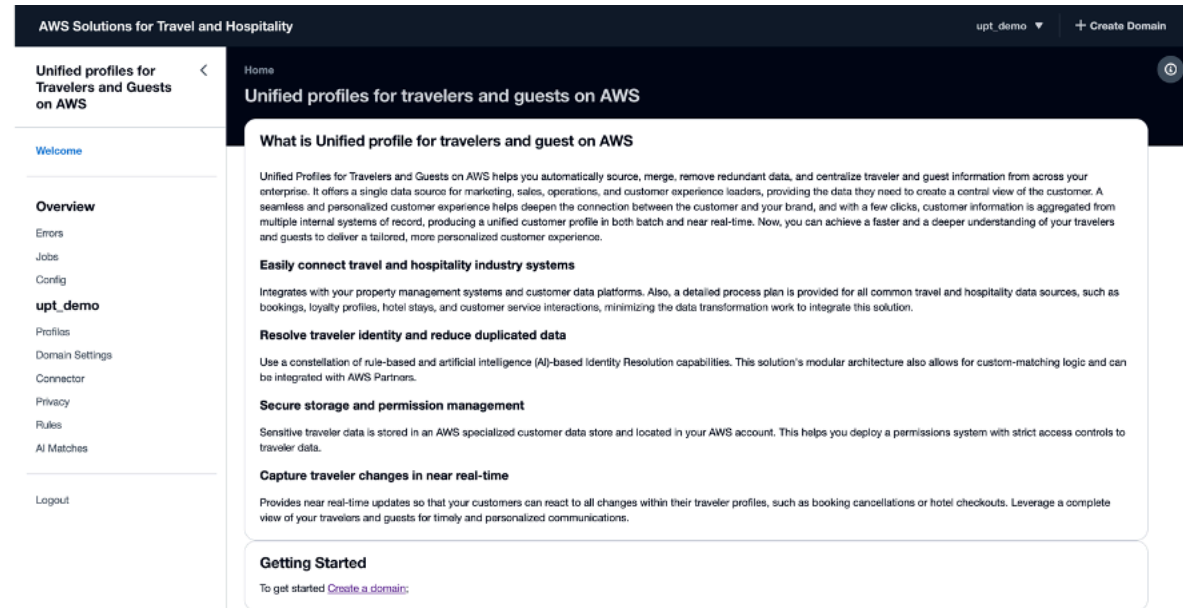 AWS Solutions for Travel and Hospitality
upt_demo ▼
+ Create Domain
Unified profiles for
Travelers and Guests
on AWS
Welcome
Overview
Errors
Jobs
Config
upt_demo
Profiles
Domain Settings
Connector
Privacy
Rules
AI Matches
Logout
Home
Unified profiles for travelers and guests on AWS
What is Unified profile for travelers and guest on AWS
Unified Profiles for Travelers and Guests on AWS helps you automatically source, merge, remove redundant data, and centralize traveler and guest information from across your
enterprise. It offers a single data source for marketing, sales, operations, and customer experience leaders, providing the data they need to create a central view of the customer. A
seamless and personalized customer experience helps deepen the connection between the customer and your brand, and with a few clicks, customer information is aggregated from
multiple internal systems of record, producing a unified customer profile in both batch and near real-time. Now, you can achieve a faster and a deeper understanding of your travelers
and guests to deliver a tailored, more personalized customer experience.
Easily connect travel and hospitality industry systems
Integrates with your property management systems and customer data platforms. Also, a detailed process plan is provided for all common travel and hospitality data sources, such as
bookings, loyalty profiles, hotel stays, and customer service interactions, minimizing the data transformation work to integrate this solution.
Resolve traveler identity and reduce duplicated data
Use a constellation of rule-based and artificial intelligence (AI)-based Identity Resolution capabilities. This solution's modular architecture also allows for custom-matching logic and can
be integrated with AWS Partners.
Secure storage and permission management
Sensitive traveler data is stored in an AWS specialized customer data store and located in your AWS account. This helps you deploy a permissions system with strict access controls to
traveler data.
Capture traveler changes in near real-time
Provides near real-time updates so that your customers can react to all changes within their traveler profiles, such as booking cancellations or hotel checkouts. Leverage a complete
view of your travelers and guests for timely and personalized communications.
Getting Started
To get started Create a domain;